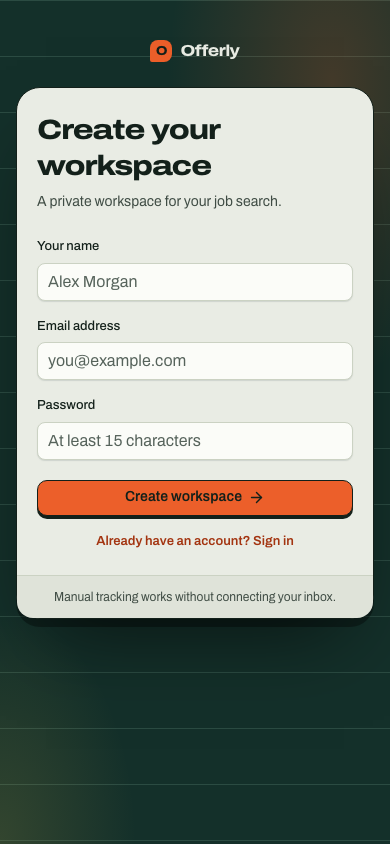 O Offerly
Create your
workspace
A private workspace for your job search.
Your name
Alex Morgan
Email address
you@example.com
Password
At least 15 characters
Create workspace →
Already have an account? Sign in
Manual tracking works without connecting your inbox.